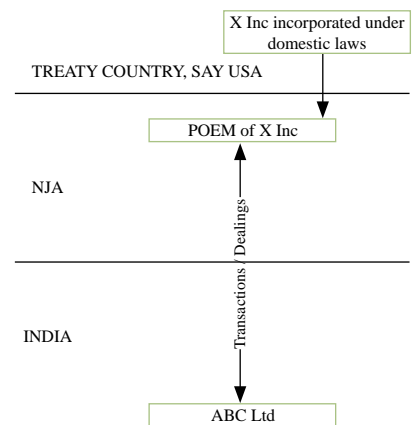 X Inc incorporated under
domestic laws
TREATY COUNTRY, SAY USA
POEM of X Inc
NJA
Transactions / Dealings
INDIA
ABC Ltd